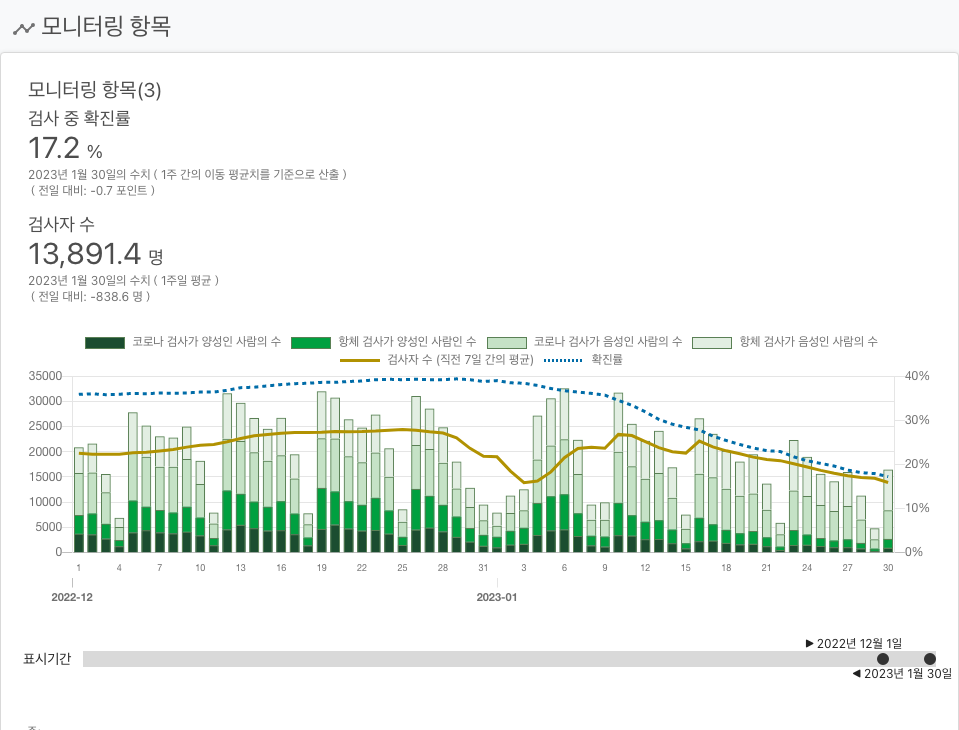 모니터링 항목
모니터링 항목(3)
검사 중 확진률
17.2 %
2023년 1월 30일의 수치 ( 1주 간의 이동 평균치를 기준으로 산출 )
( 전일 대비: -0.7 포인트 )
검사자 수
13,891.4 명
2023년 1월 30일의 수치 ( 1주일 평균 )
( 전일 대비: -838.6 명 )
코로나 검사가 양성인 사람의 수 항체 검사가 양성인 사람인 수 코로나 검사가 음성인 사람의 수 항체 검사가 음성인 사람의 수
검사자 수 (직전 7일 간의 평균) 확진률
35000 40%
30000
25000 30%
20000
15000 20%
10000
5000 10%
0 0%
1 4 7 10 13 16 19 22 25 28 31 3 6 9 12 15 18 21 24 27 30
2022-12 2023-01
▶ 2022년 12월 1일
표시기간
◀ 2023년 1월 30일